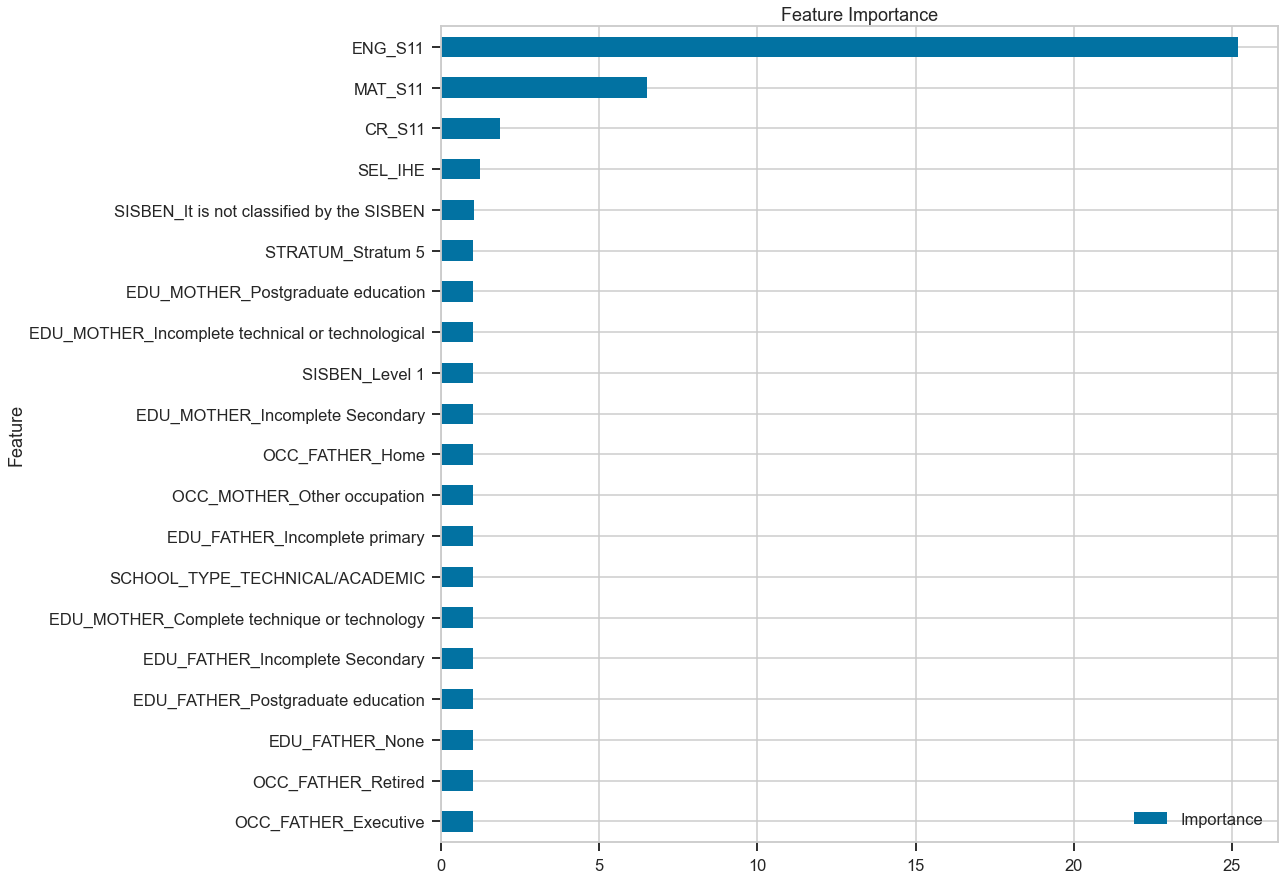 Feature Importance
ENG_S11
MAT_S11
CR_S11
SEL_IHE
SISBEN_It is not classified by the SISBEN
STRATUM_Stratum 5
EDU_MOTHER_Postgraduate education
EDU_MOTHER_Incomplete technical or technological
SISBEN_Level 1
EDU_MOTHER_Incomplete Secondary
OCC_FATHER_Home
OCC_MOTHER_Other occupation
EDU_FATHER_Incomplete primary
SCHOOL_TYPE_TECHNICAL/ACADEMIC
EDU_MOTHER_Complete technique or technology
EDU_FATHER_Incomplete Secondary
EDU_FATHER_Postgraduate education
EDU_FATHER_None
OCC_FATHER_Retired
OCC_FATHER_Executive
Feature
Importance
0 5 10 15 20 25